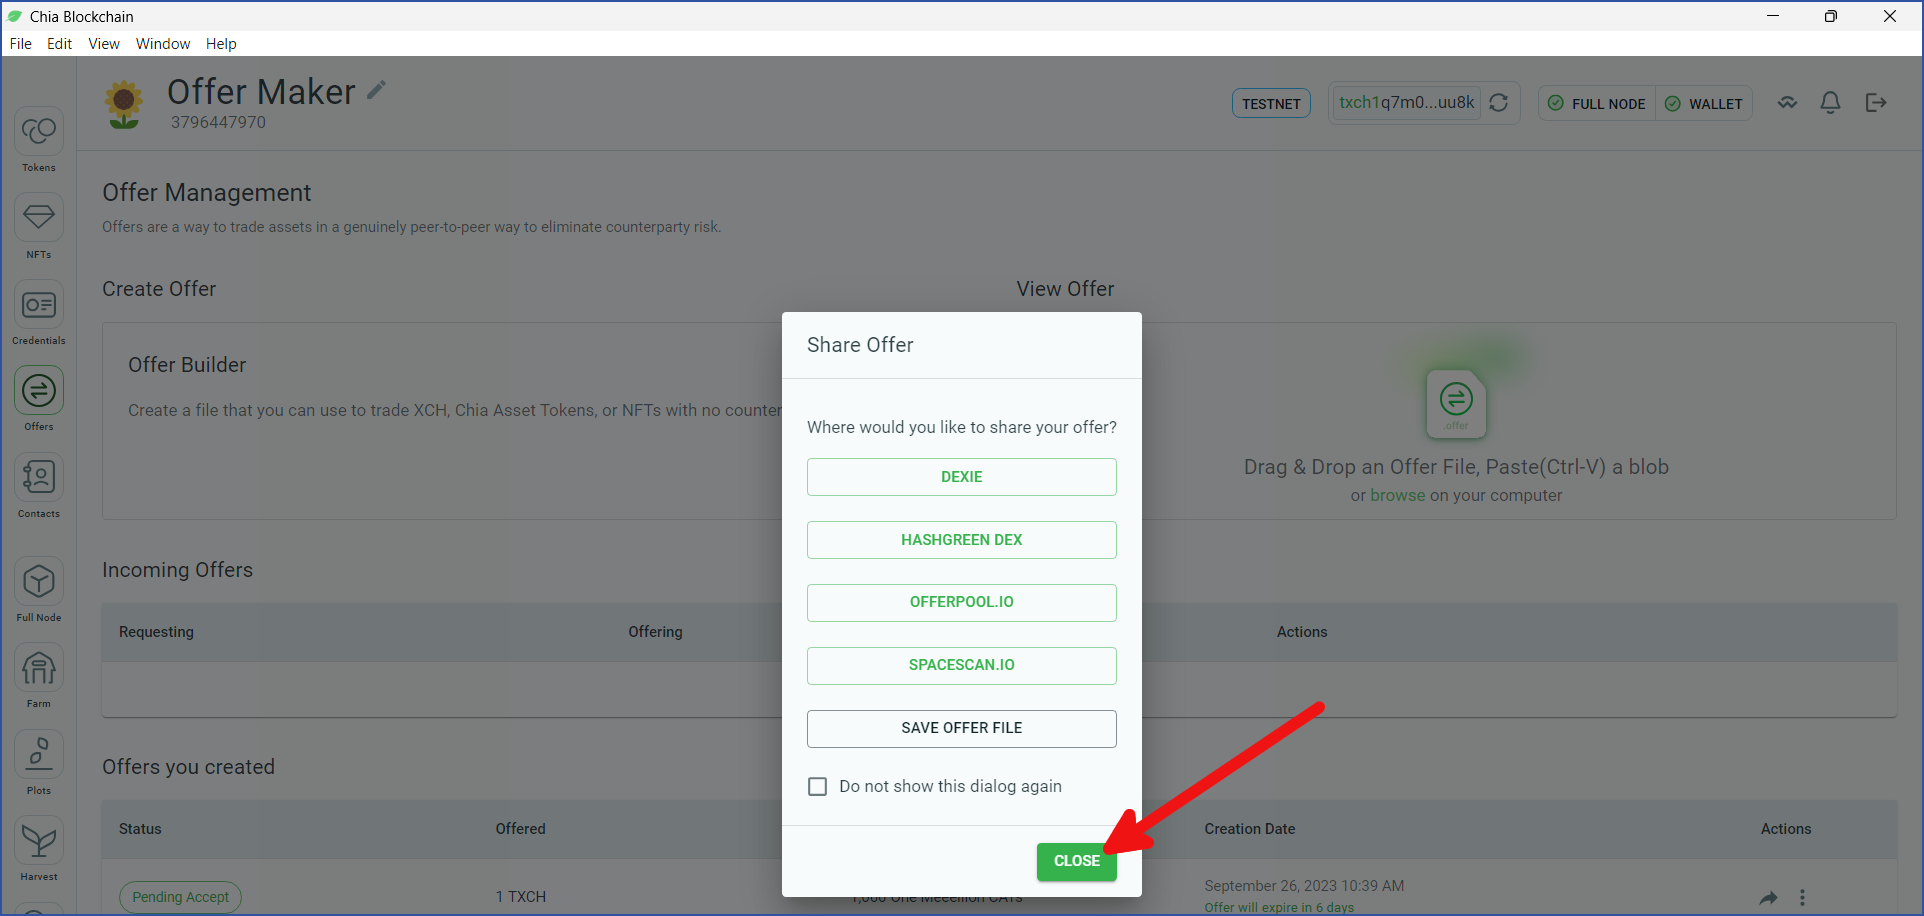 Chia Blockchain
File Edit View Window Help
Offer Maker
3796447970
TESTNET
txch1q7m0...uu8k
FULL NODE
WALLET
Tokens
NFTs
Credentials
Offers
Contacts
Full Node
Farm
Plots
Harvest
Offer Management
Offers are a way to trade assets in a genuinely peer-to-peer way to eliminate counterparty risk.
Create Offer
View Offer
Offer Builder
Create a file that you can use to trade XCH, Chia Asset Tokens, or NFTs with no counter
.offer
Drag & Drop an Offer File, Paste(Ctrl-V) a blob
or browse on your computer
Incoming Offers
Requesting Offering Actions
Offers you created
Status Offered Creation Date Actions
Pending Accept 1 TXCH 1,000 One Meeellion CATs September 26, 2023 10:39 AM
Offer will expire in 6 days
Share Offer
Where would you like to share your offer?
DEXIE
HASHGREEN DEX
OFFERPOOL.IO
SPACESCAN.IO
SAVE OFFER FILE
Do not show this dialog again
CLOSE